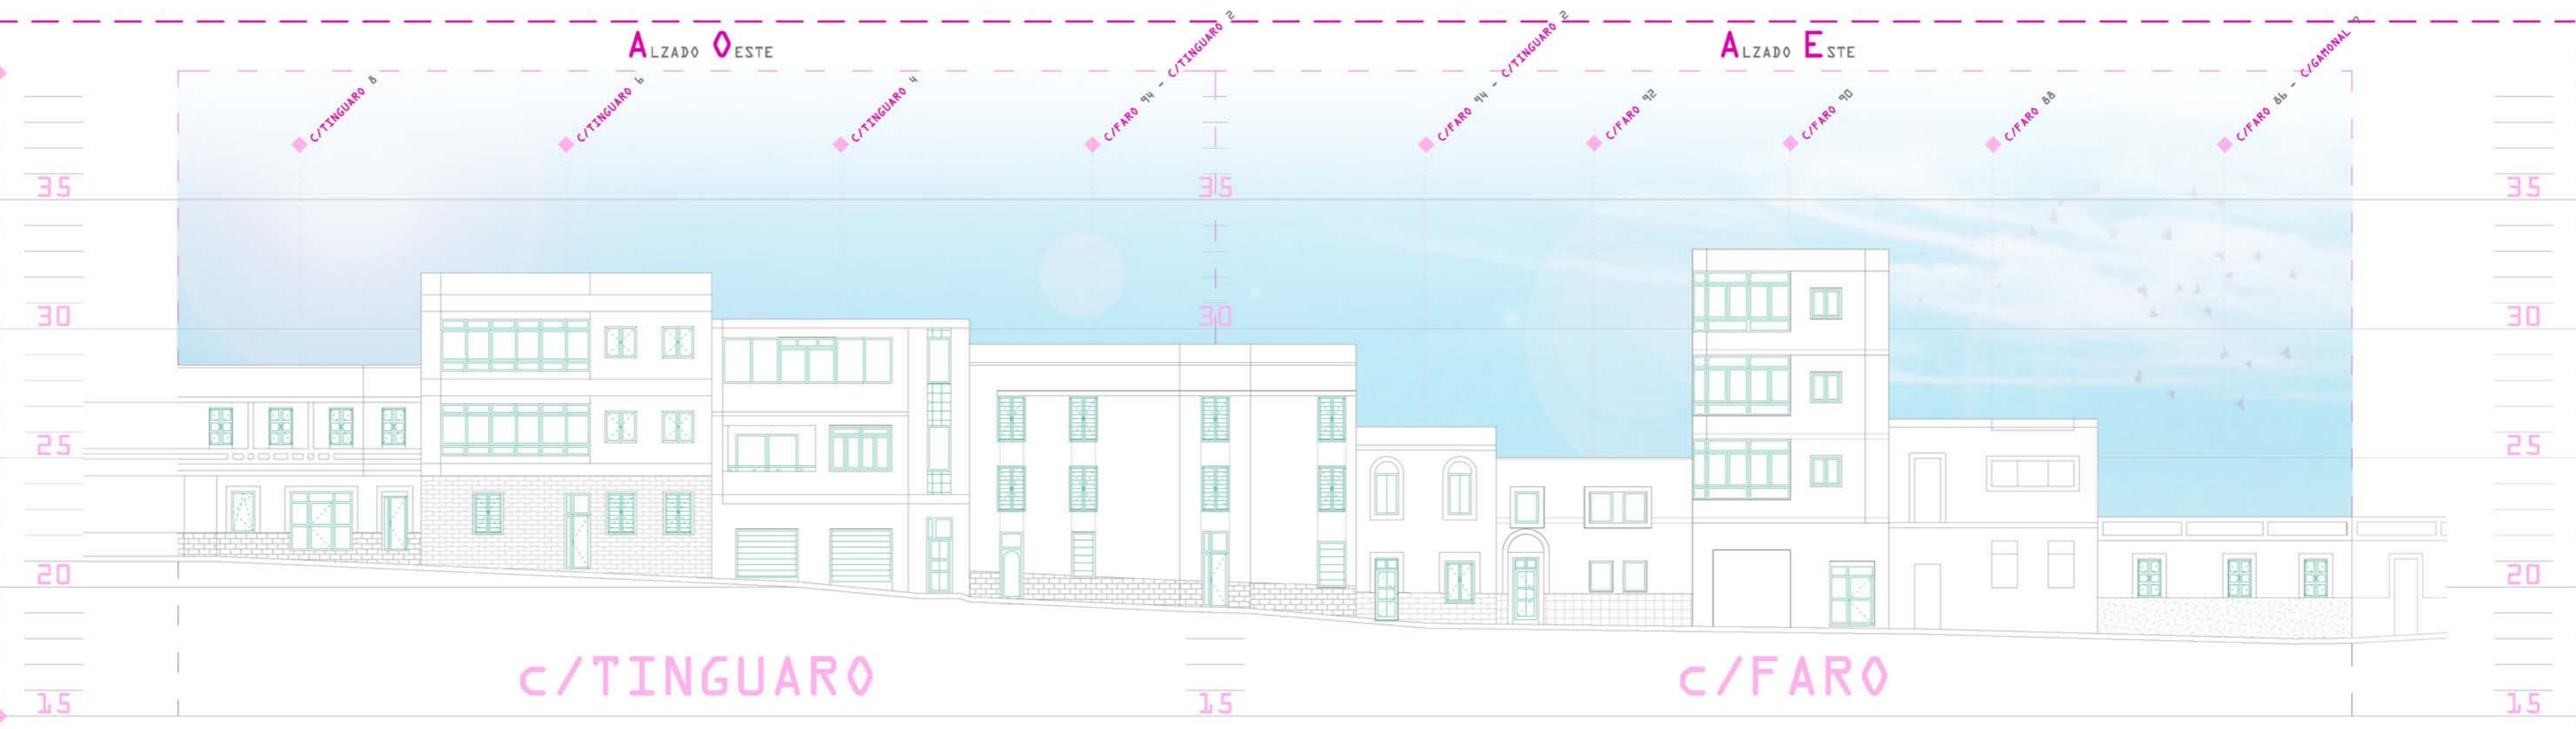 ALZADO OESTE
ALZADO ESTE
C/TINGUARO 8
C/TINGUARO 6
C/TINGUARO 4
C/FARO 94 - C/TINGUARO 2
C/FARO 94 - C/TINGUARO 2
C/FARO 92
C/FARO 90
C/FARO 88
C/FARO 86 - C/GAMONAL 7
35 35 35
30 30 30
25 25
20 20
c/TINGUARO
c/FARO
15 15 15